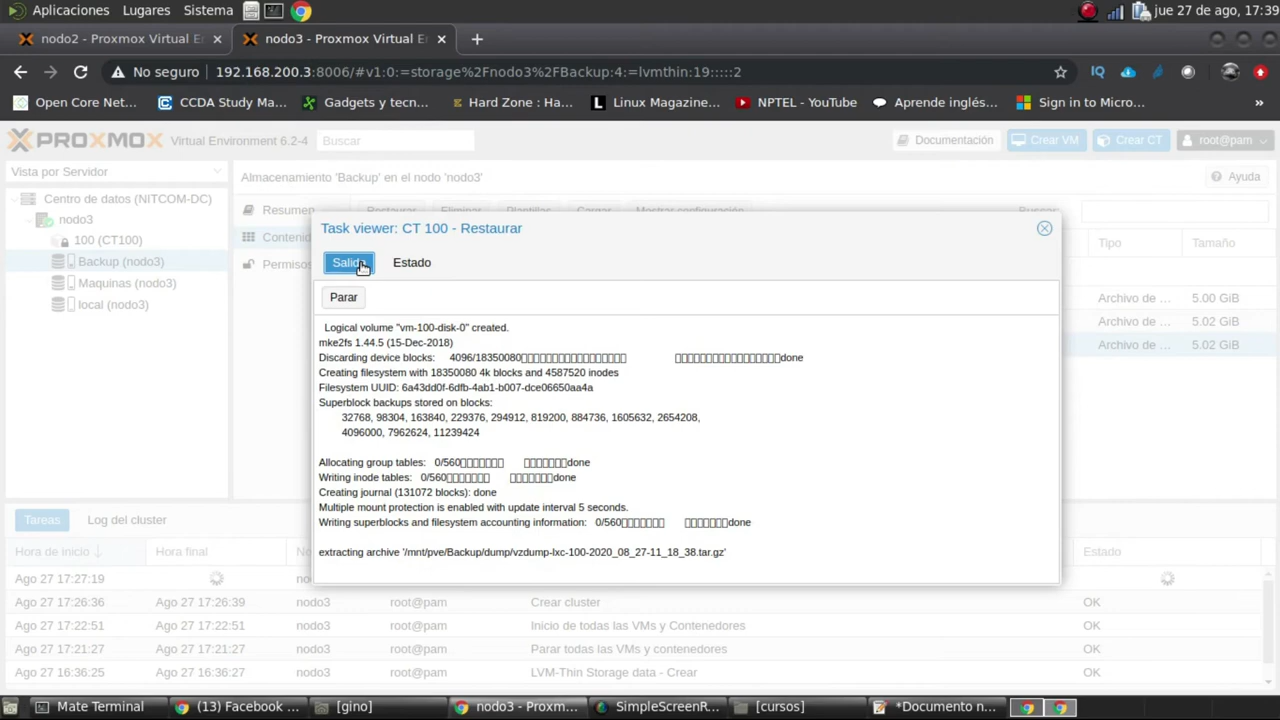 Aplicaciones Lugares Sistema jue 27 de ago, 17:39
nodo2 - Proxmox Virtual E
nodo3 - Proxmox Virtual E
No seguro 192.168.200.3:8006/#v1:0:=storage%2Fnodo3%2FBackup:4:=lvmthin:19:::::2
Open Core Net... CCDA Study Ma... Gadgets y tecn... Hard Zone : Ha... Linux Magazine... NPTEL - YouTube Aprende inglés... Sign in to Micro... »
PROXMOX Virtual Environment 6.2-4 Buscar Documentación Crear VM Crear CT root@pam
Vista por Servidor
Almacenamiento 'Backup' en el nodo 'nodo3' Ayuda
Centro de datos (NITCOM-DC)
nodo3
100 (CT100)
Backup (nodo3)
Maquinas (nodo3)
local (nodo3)
Resumen Restaurar Eliminar Plantillas Cargar Mostrar configuración Buscar:
Permisos
Tipo Tamaño
Archivo de ... 5.00 GiB
Archivo de ... 5.02 GiB
Archivo de ... 5.02 GiB
Task viewer: CT 100 - Restaurar
Estado
Parar
Logical volume "vm-100-disk-0" created.
mke2fs 1.44.5 (15-Dec-2018)
Discarding device blocks: 4096/18350080 done
Creating filesystem with 18350080 4k blocks and 4587520 inodes
Filesystem UUID: 6a43dd0f-6dfb-4ab1-b007-dce06650aa4a
Superblock backups stored on blocks:
32768, 98304, 163840, 229376, 294912, 819200, 884736, 1605632, 2654208,
4096000, 7962624, 11239424
Allocating group tables: 0/560 done
Writing inode tables: 0/560 done
Creating journal (131072 blocks): done
Multiple mount protection is enabled with update interval 5 seconds.
Writing superblocks and filesystem accounting information: 0/560 done
extracting archive '/mnt/pve/Backup/dump/vzdump-lxc-100-2020_08_27-11_18_38.tar.gz'
Tareas Log del cluster
Hora de inicio ↓ Hora final Estado
Ago 27 17:27:19
Ago 27 17:26:36 Ago 27 17:26:39 nodo3 root@pam Crear cluster OK
Ago 27 17:22:51 Ago 27 17:22:51 nodo3 root@pam Inicio de todas las VMs y Contenedores OK
Ago 27 17:21:27 Ago 27 17:21:27 nodo3 root@pam Parar todas las VMs y contenedores OK
Ago 27 16:36:25 Ago 27 16:36:27 nodo3 root@pam LVM-Thin Storage data - Crear OK
Mate Terminal (13) Facebook ... [gino] nodo3 - Proxm... SimpleScreenR... [cursos] *Documento n...